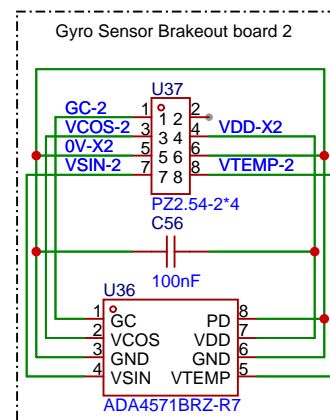 Gyro Sensor Brakeout board 2
U37
GC-2 1 1 2 2
VCOS-2 3 3 4 4 VDD-X2
0V-X2 5 5 6 6
VSIN-2 7 7 8 8 VTEMP-2
PZ2.54-2*4
C56
100nF
U36
1 GC PD 8
2 VCOS VDD 7
3 GND GND 6
4 VSIN VTEMP 5
ADA4571BRZ-R7